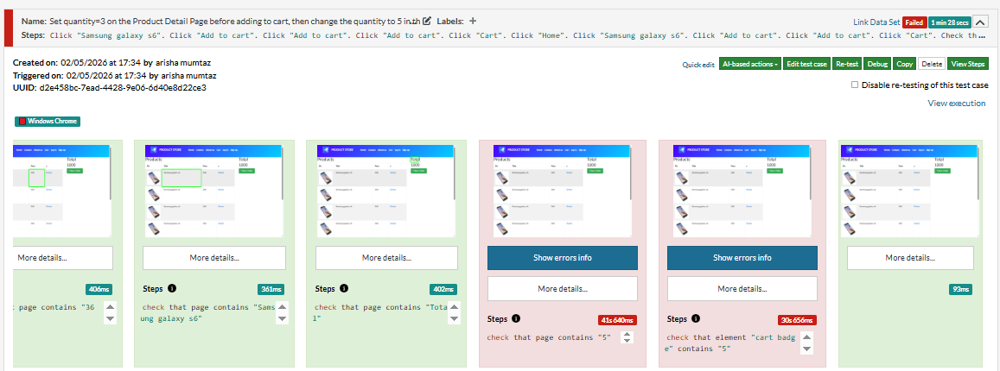 Name: Set quantity=3 on the Product Detail Page before adding to cart, then change the quantity to 5 in.th Labels: +
Link Data Set Failed 1 min 28 secs
Steps: Click "Samsung galaxy s6". Click "Add to cart". Click "Add to cart". Click "Add to cart". Click "Cart". Click "Home". Click "Samsung galaxy s6". Click "Add to cart". Click "Add to cart". Click "Cart". Check th...
Created on: 02/05/2026 at 17:34 by arisha mumtaz
Triggered on: 02/05/2026 at 17:34 by arisha mumtaz
UUID: d2e458bc-7ead-4428-9e06-6d40e8d22ce3
Quick edit AI-based actions Edit test case Re-test Debug Copy Delete View Steps
Disable re-testing of this test case
View execution
Windows Chrome
Total
1800
PRODUCT STORE
Products
Total
1800
PRODUCT STORE
Products
Total
1800
PRODUCT STORE
Products
Total
1800
PRODUCT STORE
Products
Total
1800
PRODUCT STORE
Products
Total
1800
More details...
More details...
More details...
Show errors info
More details...
Show errors info
More details...
More details...
406ms
page contains "36
Steps 361ms
check that page contains "Sams
ung galaxy s6"
Steps 402ms
check that page contains "Tota
l"
Steps 41s 640ms
check that page contains "5"
Steps 30s 656ms
check that element "cart badg
e" contains "5"
93ms